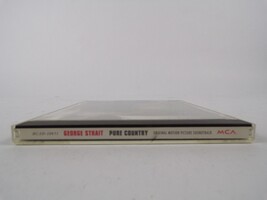 GEORGE STRAIT PURE COUNTRY ORIGINAL MOTION PICTURE SOUNDTRACK MCA